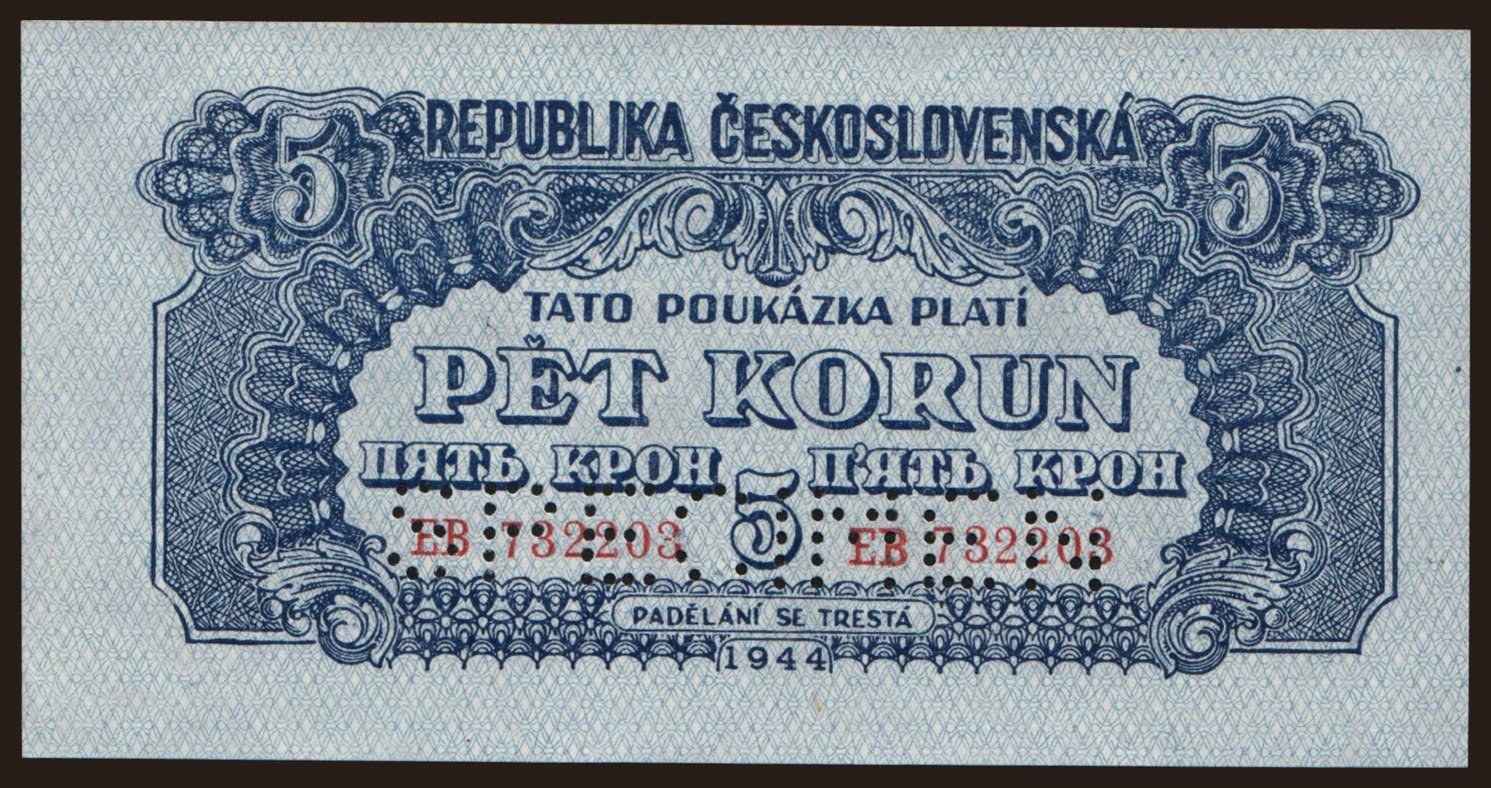 5 REPUBLIKA ČESKOSLOVENSKÁ 5
TATO POUKÁZKA PLATÍ
PĚT KORUN
ПЯТЬ КРОН П'ЯТЬ КРОН
5
EB 732203 EB 732203
SPECIMEN
PADĚLÁNÍ SE TRESTÁ
1944